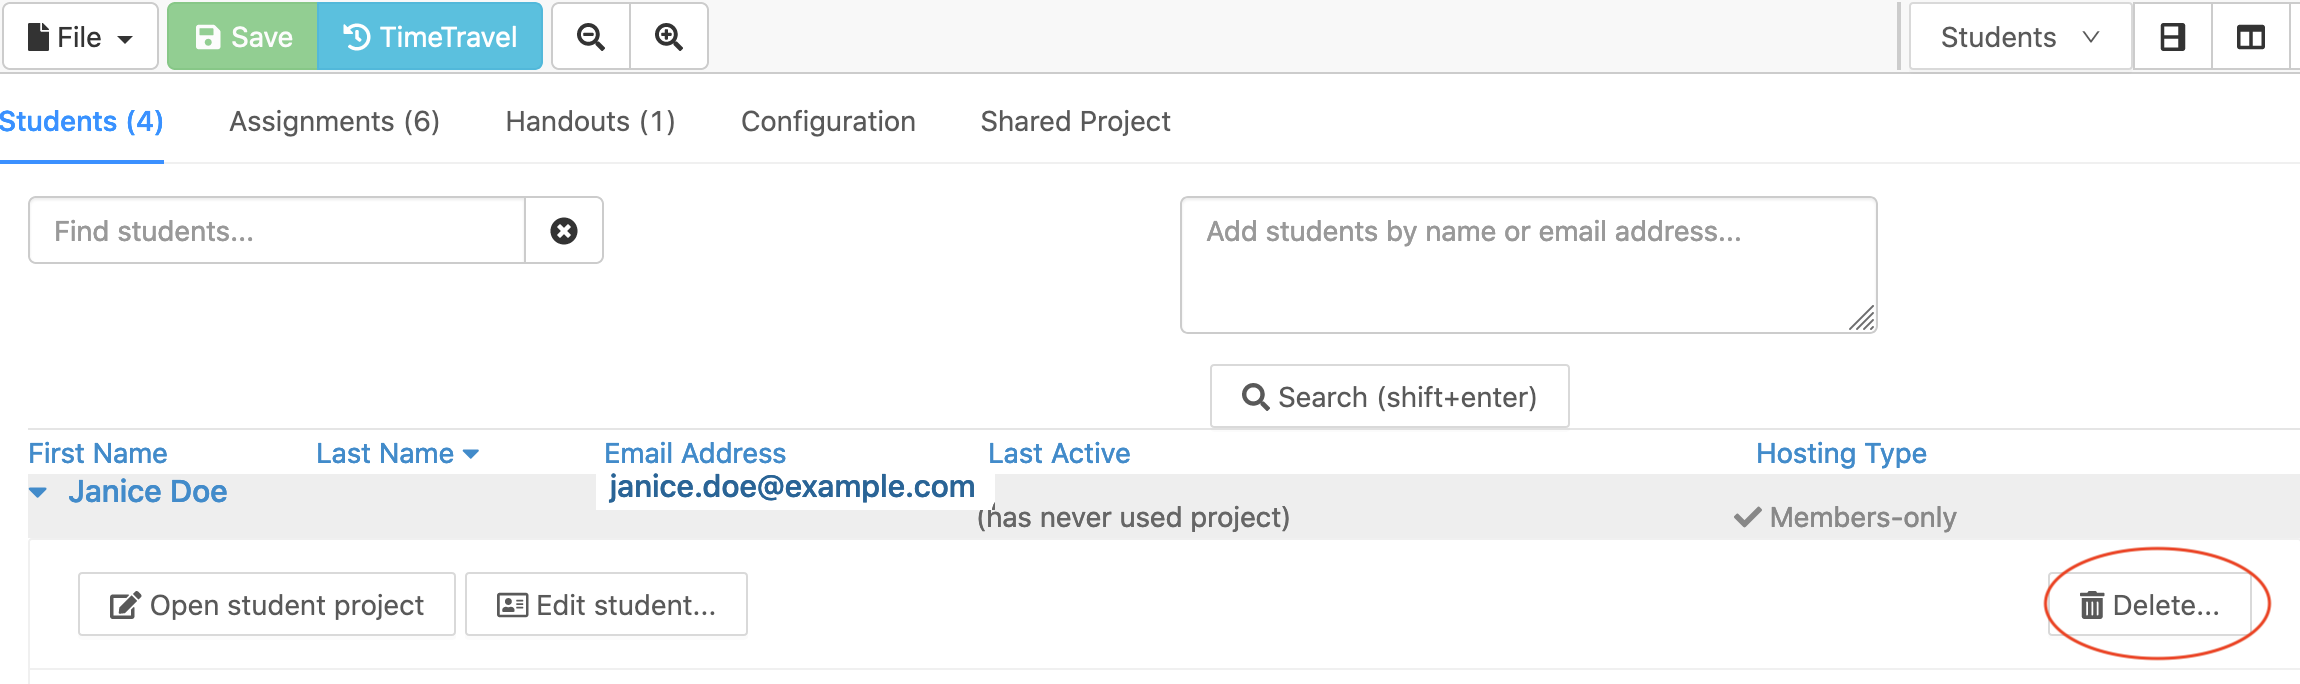 File Save TimeTravel Students
Students (4) Assignments (6) Handouts (1) Configuration Shared Project
Find students... Add students by name or email address...
Search (shift+enter)
First Name Last Name Email Address Last Active Hosting Type
Janice Doe janice.doe@example.com
(has never used project) Members-only
Open student project Edit student... Delete...